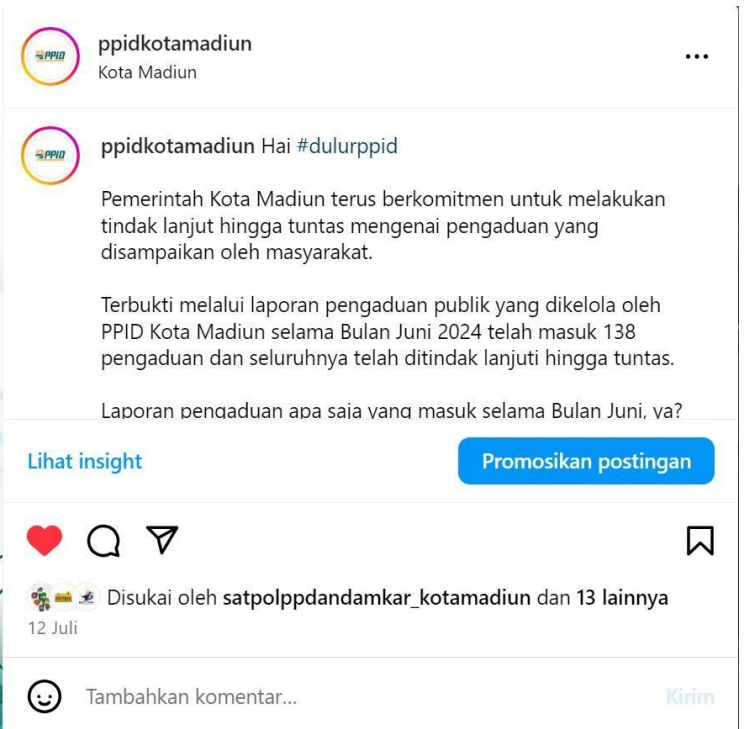 PPID
ppidkotamadiun
Kota Madiun
PPID
ppidkotamadiun Hai #dulurppid
Pemerintah Kota Madiun terus berkomitmen untuk melakukan
tindak lanjut hingga tuntas mengenai pengaduan yang
disampaikan oleh masyarakat.
Terbukti melalui laporan pengaduan publik yang dikelola oleh
PPID Kota Madiun selama Bulan Juni 2024 telah masuk 138
pengaduan dan seluruhnya telah ditindak lanjuti hingga tuntas.
Laporan pengaduan apa saja yang masuk selama Bulan Juni, ya?
Lihat insight
Promosikan postingan
Disukai oleh satpolppdandamkar_kotamadiun dan 13 lainnya
12 Juli
Tambahkan komentar...
Kirim